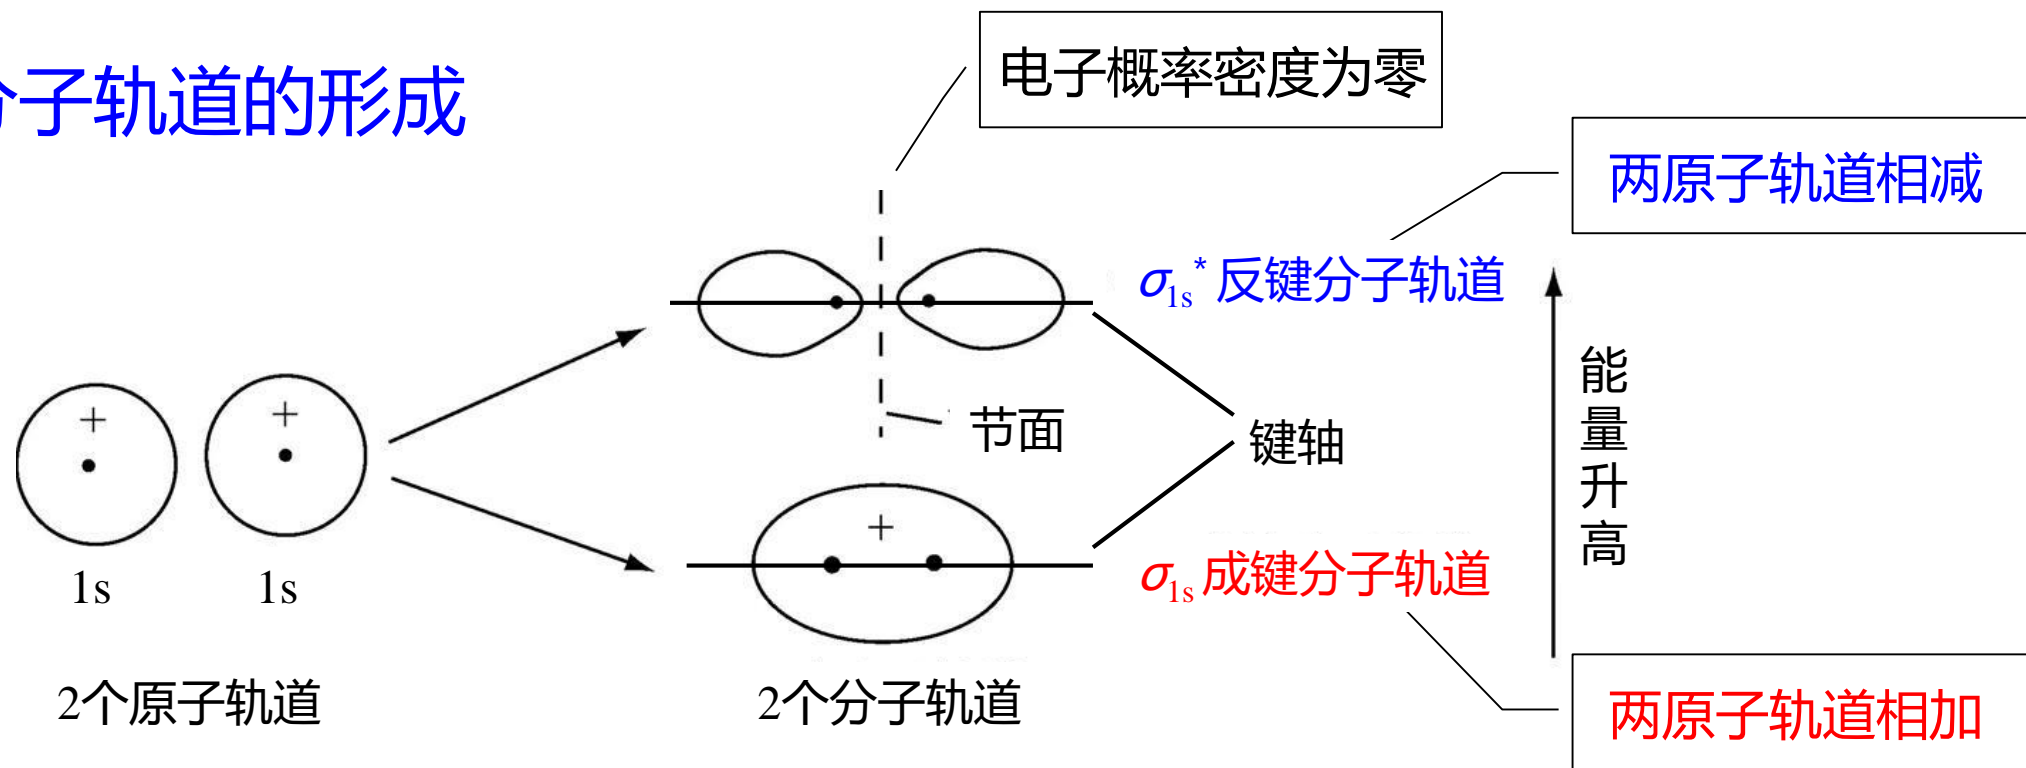 分子轨道的形成
电子概率密度为零
两原子轨道相减
σ1s* 反键分子轨道
能量升高
+
+
节面
键轴
+
σ1s 成键分子轨道
1s
1s
2个原子轨道
2个分子轨道
两原子轨道相加